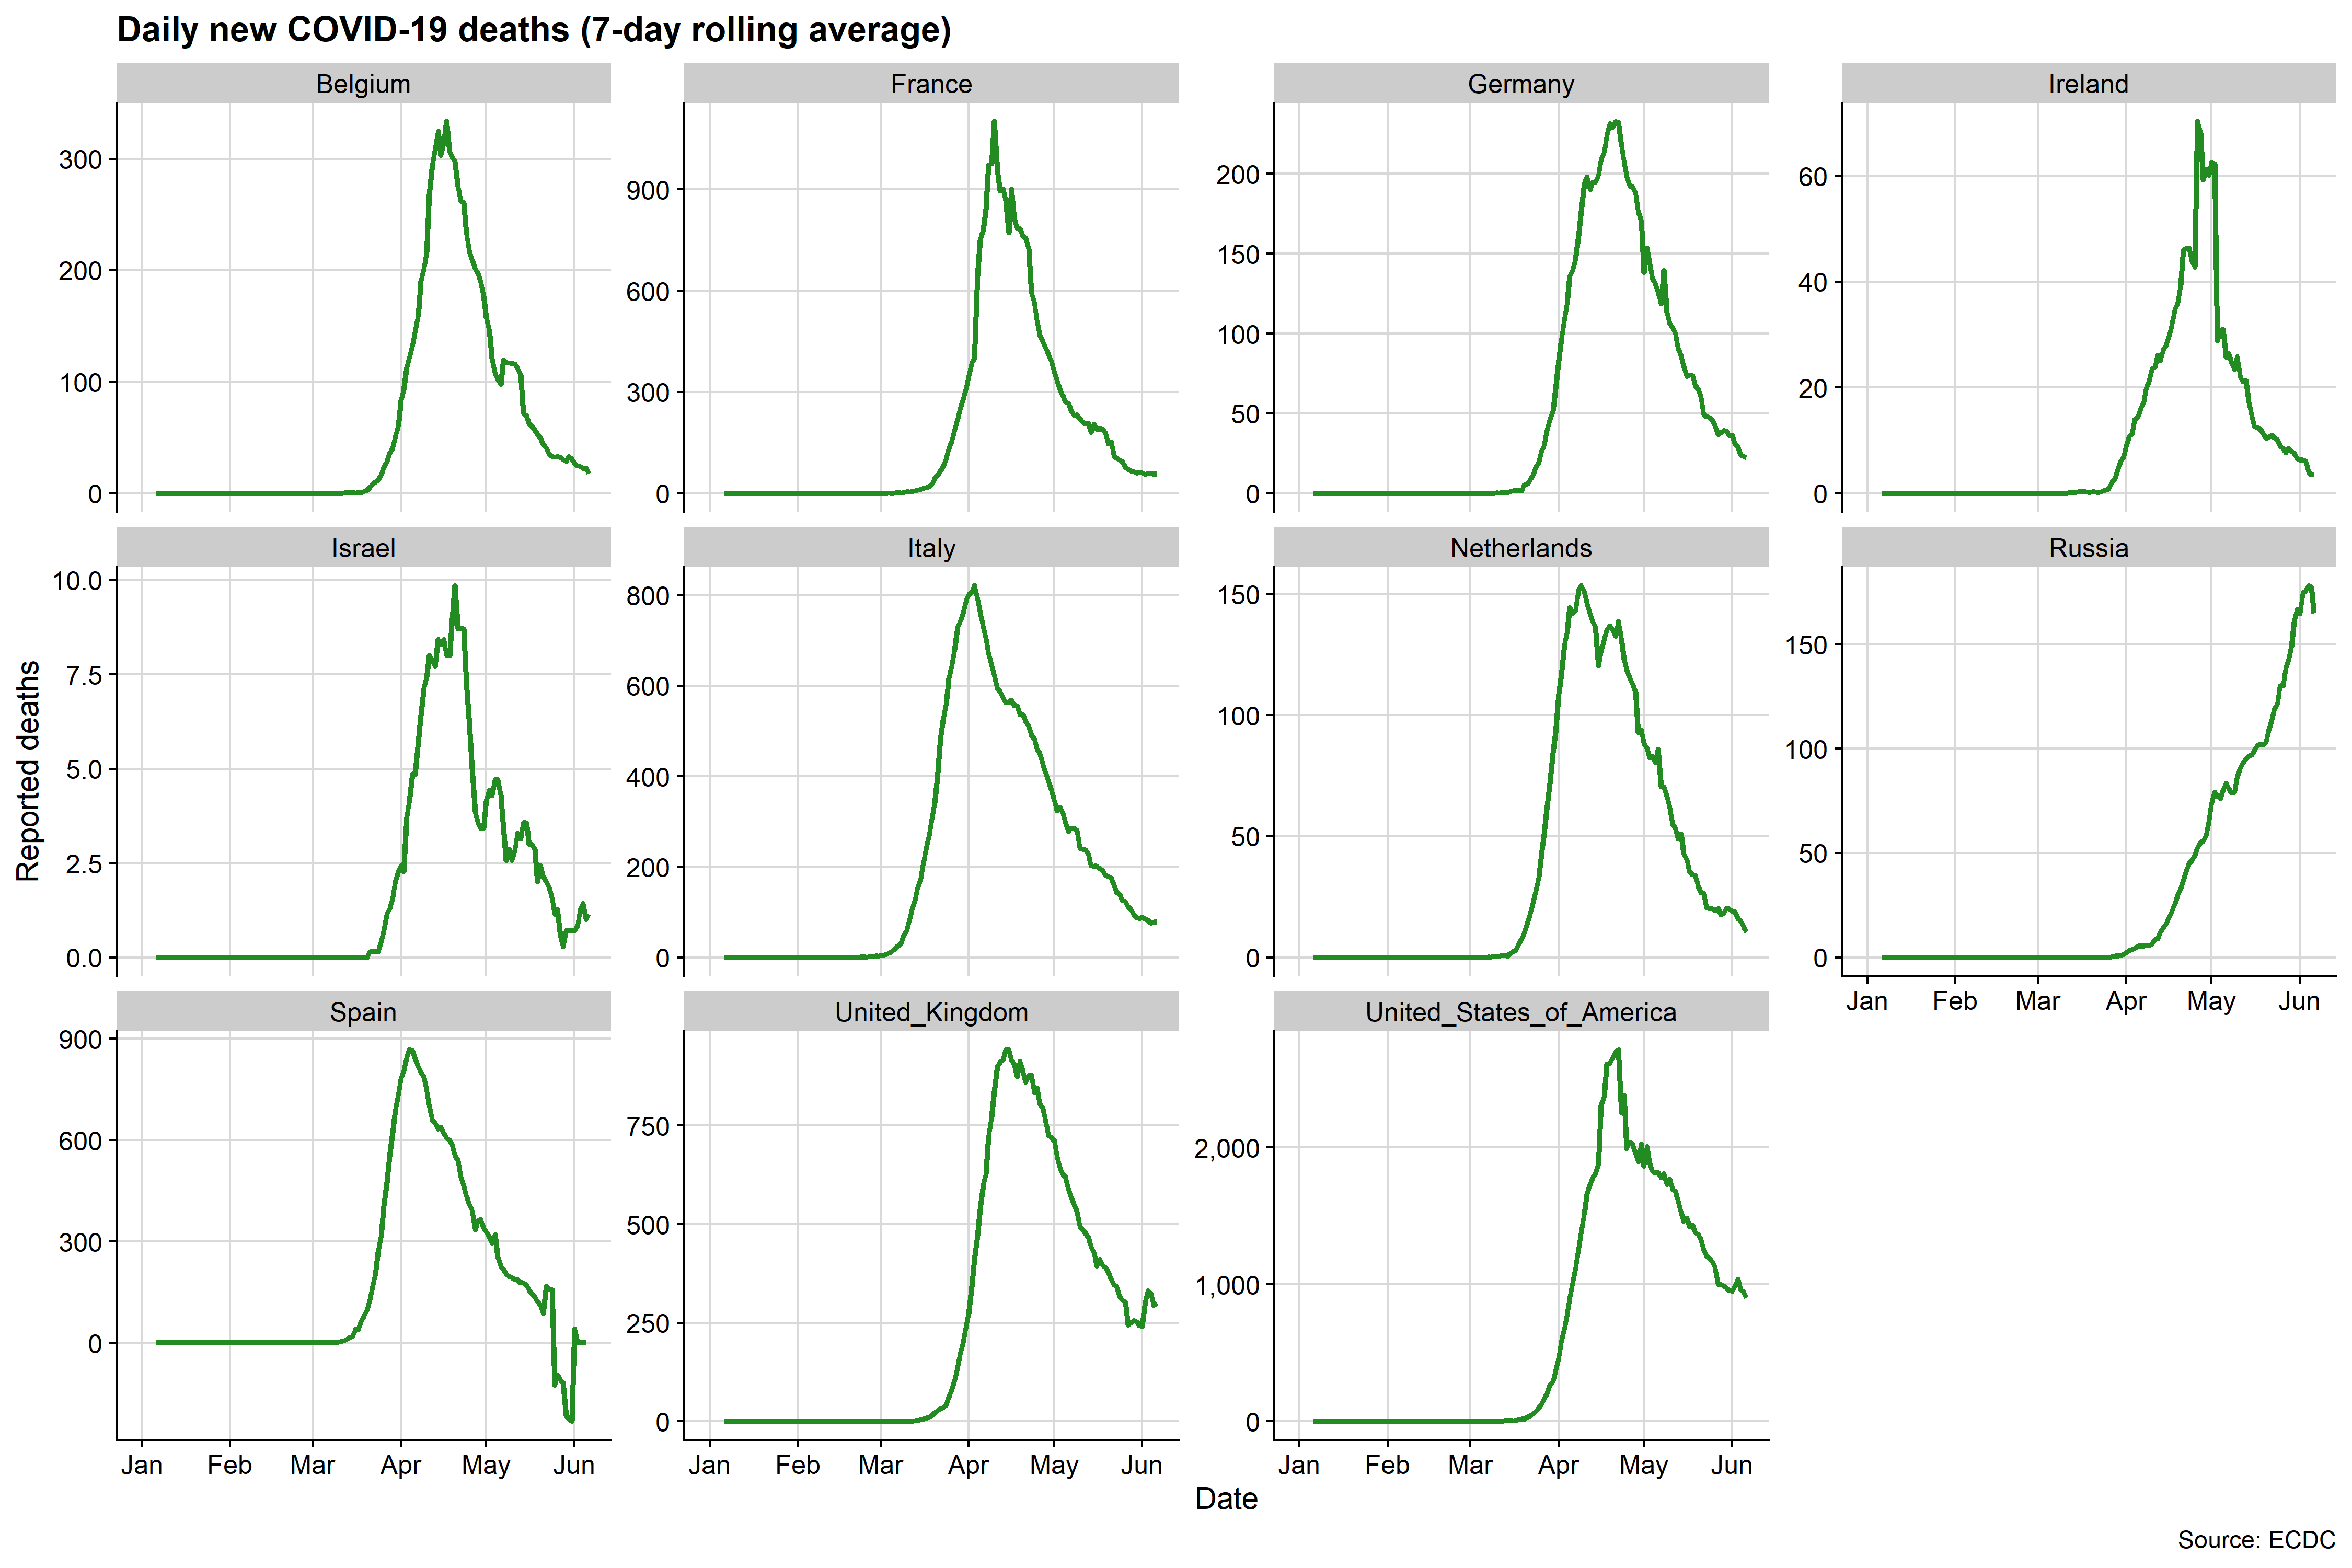 Daily new COVID-19 deaths (7-day rolling average)
Belgium
France
Germany
Ireland
300
200
100
0
900
600
300
0
200
150
100
50
0
60
40
20
0
Israel
Italy
Netherlands
Russia
10.0
7.5
5.0
2.5
0.0
800
600
400
200
0
150
100
50
0
150
100
50
0
Jan Feb Mar Apr May Jun
Reported deaths
Spain
United_Kingdom
United_States_of_America
900
600
300
0
750
500
250
0
2,000
1,000
0
Jan Feb Mar Apr May Jun
Jan Feb Mar Apr May Jun
Jan Feb Mar Apr May Jun
Date
Source: ECDC